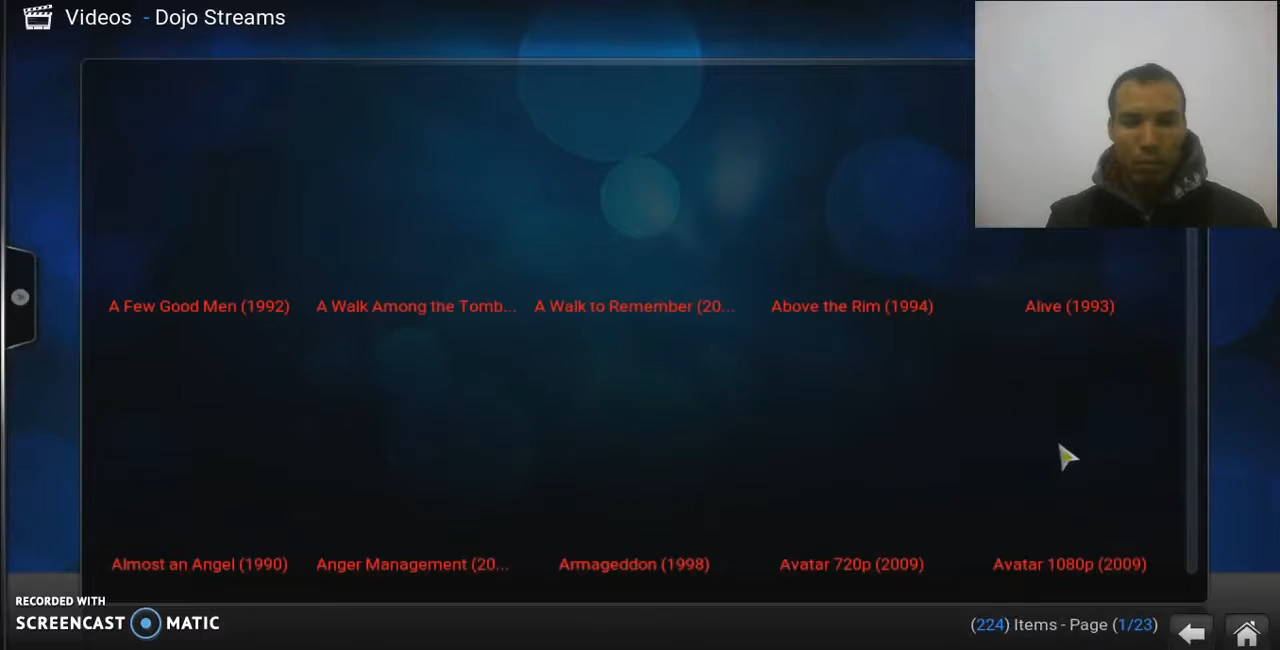 Videos - Dojo Streams
A Few Good Men (1992) A Walk Among the Tomb... A Walk to Remember (20... Above the Rim (1994) Alive (1993)
Almost an Angel (1990) Anger Management (20... Armageddon (1998) Avatar 720p (2009) Avatar 1080p (2009)
RECORDED WITH
SCREENCAST MATIC
(224) Items - Page (1/23)